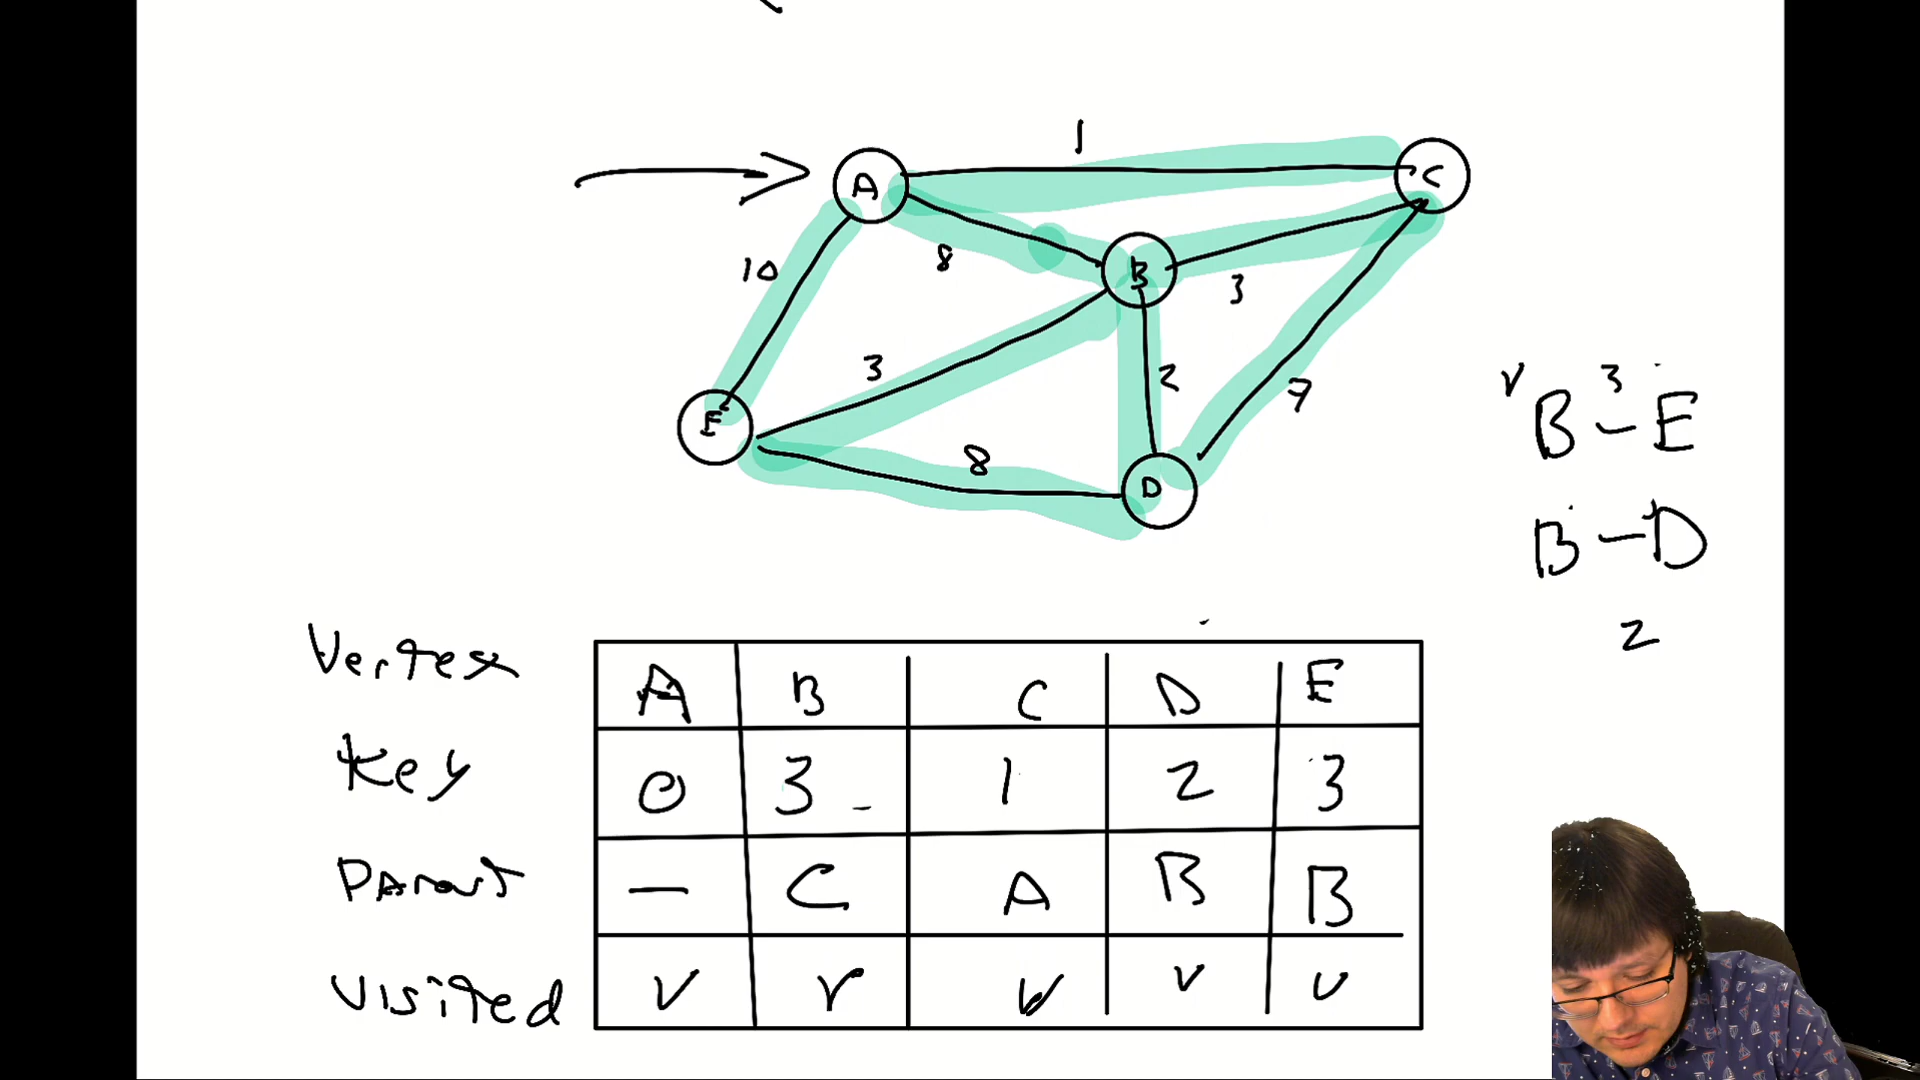 1
A
C
8
B
10
3
3
2
7
E
8
D
v 3
B - E
B - D
2
Vertex A B C D E
Key 0 3 - 1 2 3
Parent — C A B B
Visited v v v v v